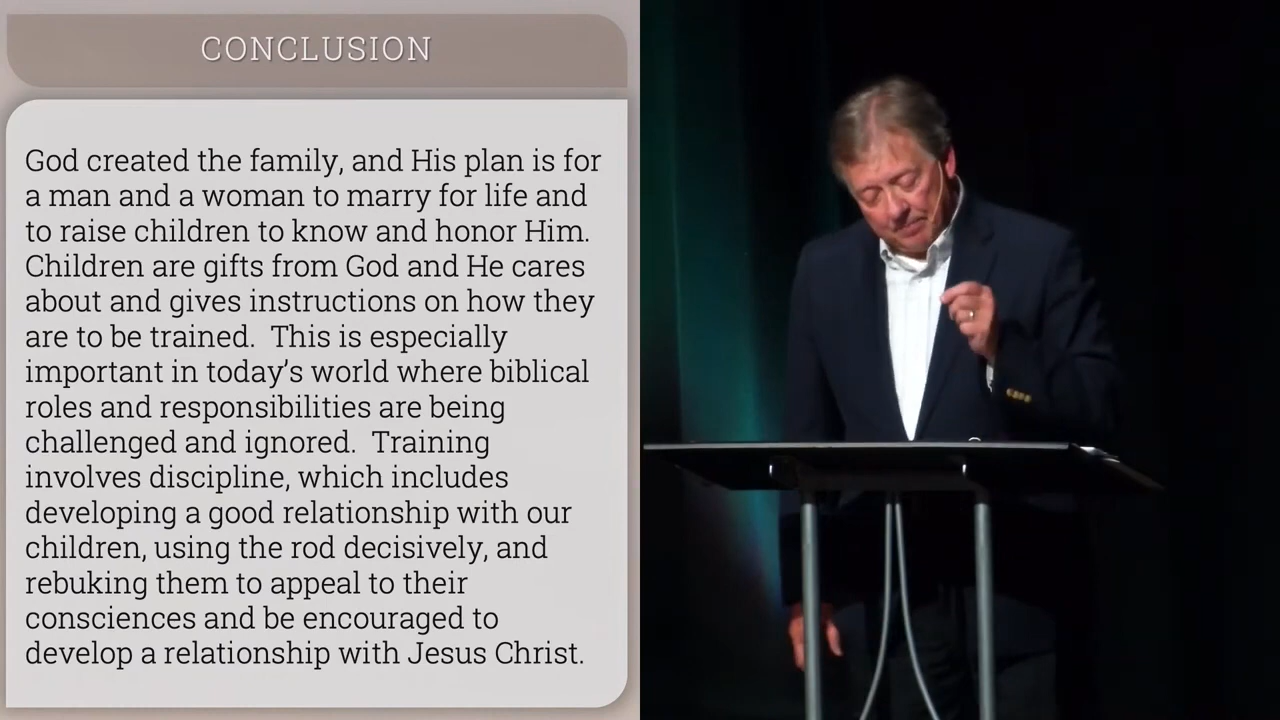 CONCLUSION
God created the family, and His plan is for
a man and a woman to marry for life and
to raise children to know and honor Him.
Children are gifts from God and He cares
about and gives instructions on how they
are to be trained.  This is especially
important in today’s world where biblical
roles and responsibilities are being
challenged and ignored.  Training
involves discipline, which includes
developing a good relationship with our
children, using the rod decisively, and
rebuking them to appeal to their
consciences and be encouraged to
develop a relationship with Jesus Christ.